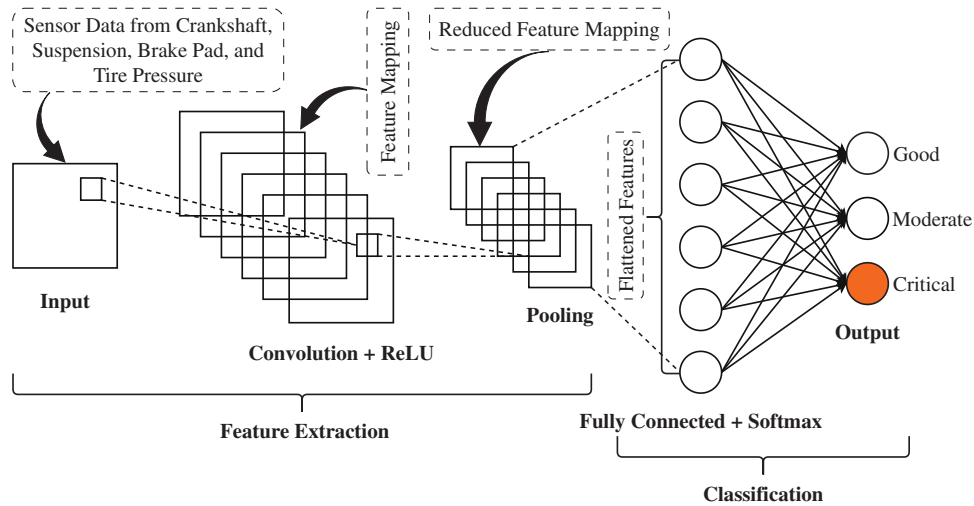 Sensor Data from Crankshaft,
Suspension, Brake Pad, and
Tire Pressure
Feature Mapping
Reduced Feature Mapping
Flattened Features
Good
Moderate
Critical
Input
Convolution + ReLU
Pooling
Output
Fully Connected + Softmax
Feature Extraction
Classification